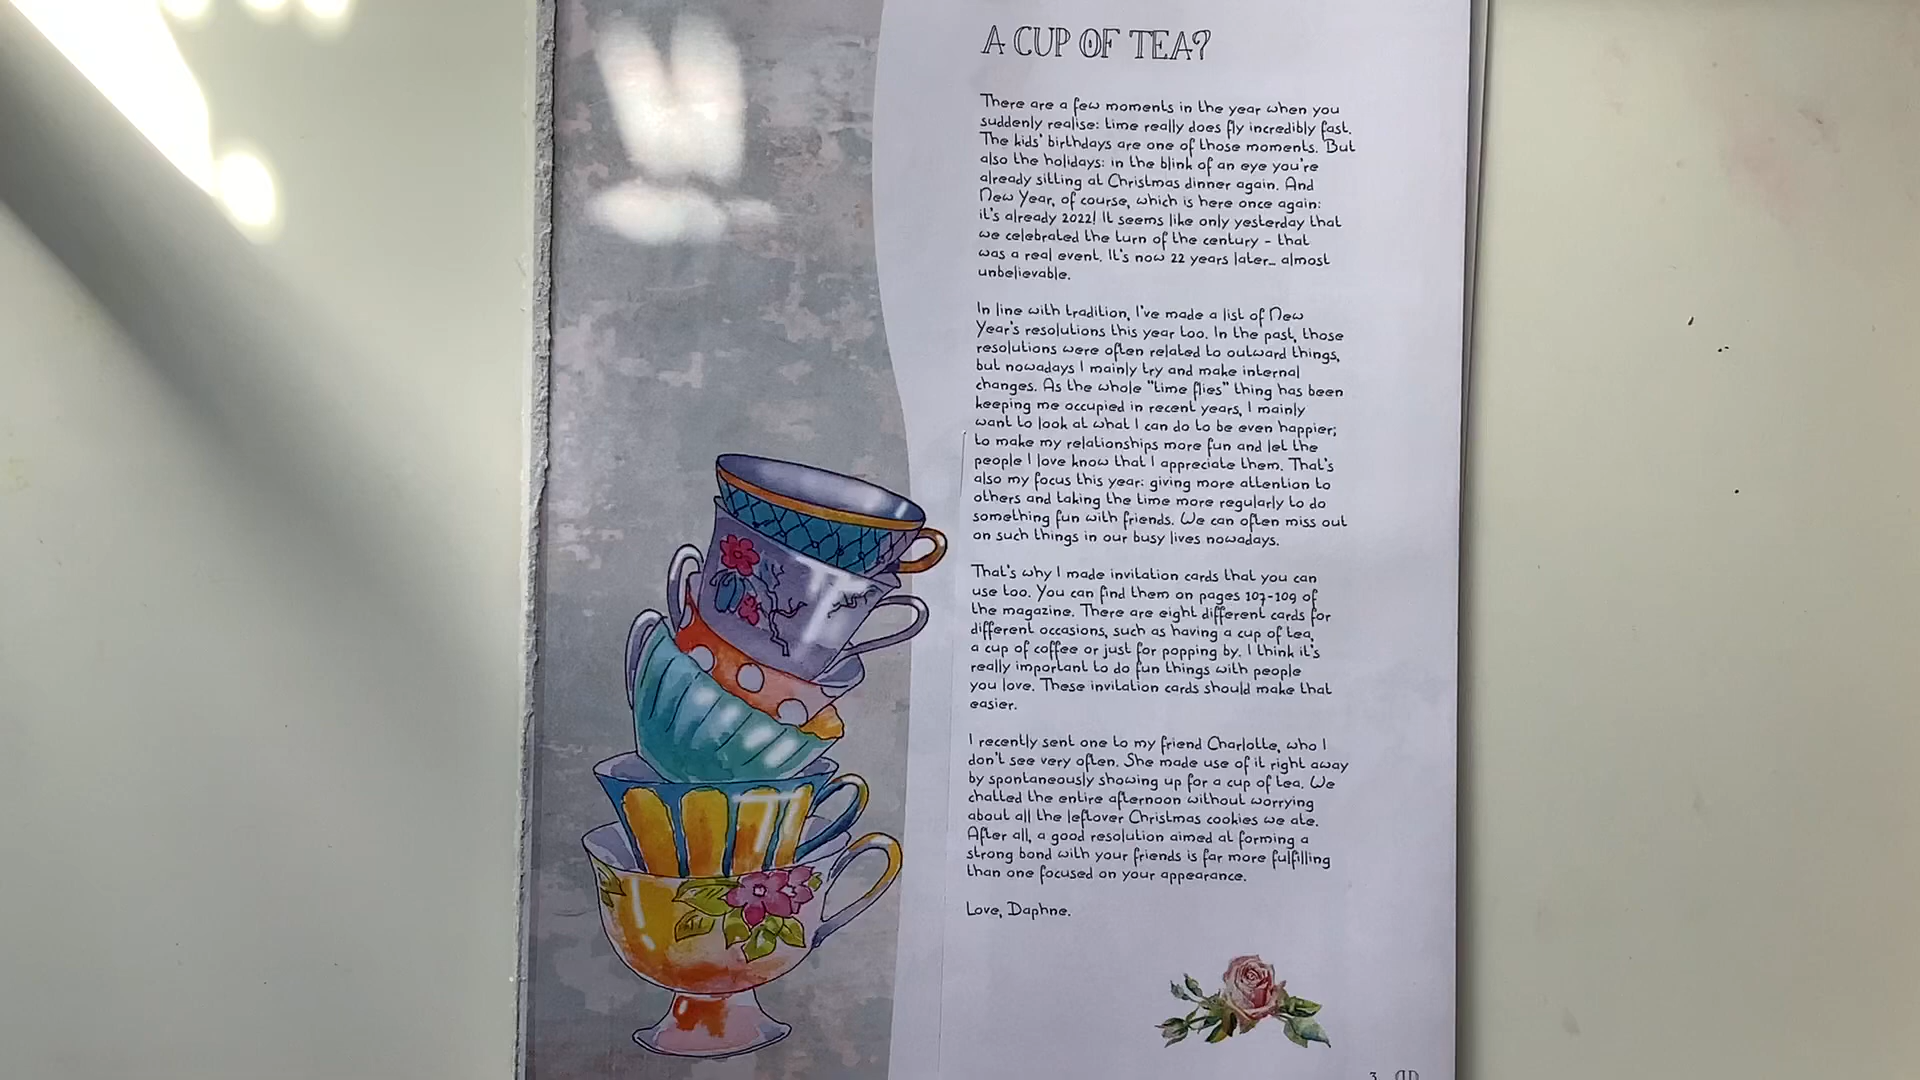 A CUP OF TEA?
There are a few moments in the year when you
suddenly realise: time really does fly incredibly fast.
The kids' birthdays are one of those moments. But
also the holidays: in the blink of an eye you're
already sitting at Christmas dinner again. And
New Year, of course, which is here once again:
it's already 2022! It seems like only yesterday that
we celebrated the turn of the century - that
was a real event. It's now 22 years later... almost
unbelievable.
In line with tradition, I've made a list of New
Year's resolutions this year too. In the past, those
resolutions were often related to outward things,
but nowadays I mainly try and make internal
changes. As the whole "time flies" thing has been
keeping me occupied in recent years, I mainly
want to look at what I can do to be even happier;
to make my relationships more fun and let the
people I love know that I appreciate them. That's
also my focus this year: giving more attention to
others and taking the time more regularly to do
something fun with friends. We can often miss out
on such things in our busy lives nowadays.
That's why I made invitation cards that you can
use too. You can find them on pages 107-109 of
the magazine. There are eight different cards for
different occasions, such as having a cup of tea,
a cup of coffee or just for popping by. I think it's
really important to do fun things with people
you love. These invitation cards should make that
easier.
I recently sent one to my friend Charlotte, who I
don't see very often. She made use of it right away
by spontaneously showing up for a cup of tea. We
chatted the entire afternoon without worrying
about all the leftover Christmas cookies we ate.
After all, a good resolution aimed at forming a
strong bond with your friends is far more fulfilling
than one focused on your appearance.
Love, Daphne.
3